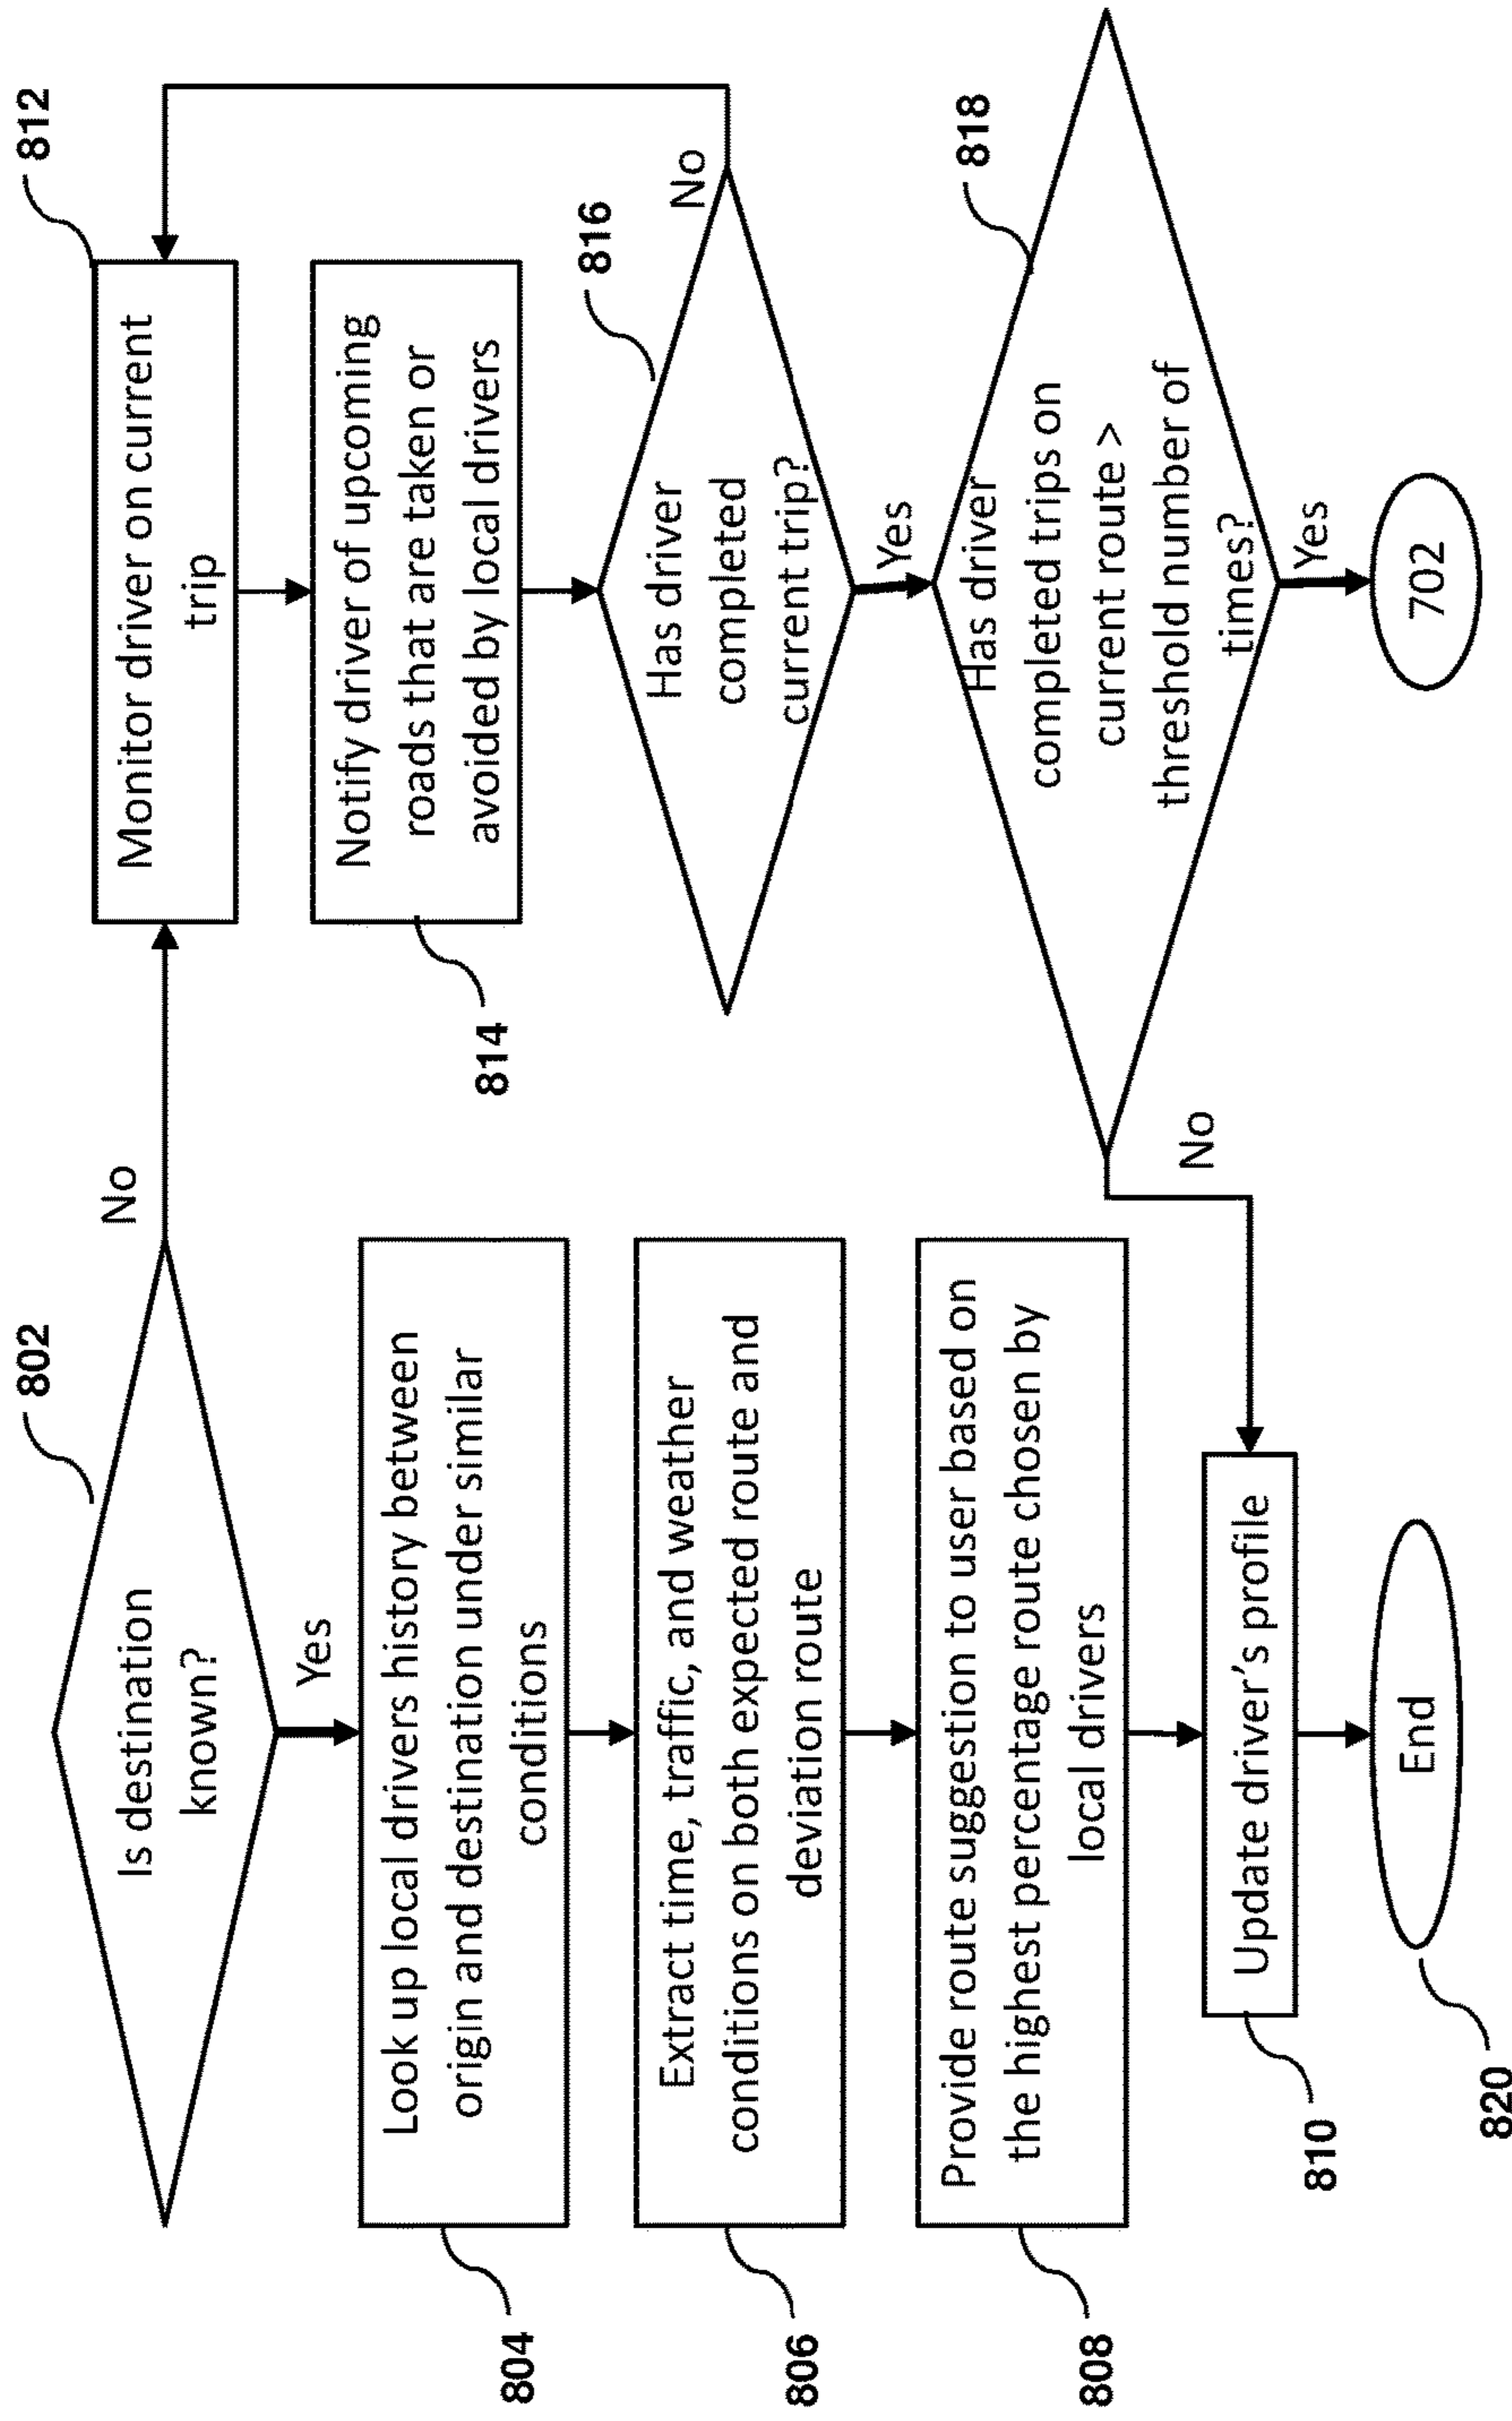 802
Is destination
known?
No
Yes
804
Look up local drivers history between
origin and destination under similar
conditions
806
Extract time, traffic, and weather
conditions on both expected route and
deviation route
808
Provide route suggestion to user based on
the highest percentage route chosen by
local drivers
810
Update driver's profile
820
End
812
Monitor driver on current
trip
814
Notify driver of upcoming
roads that are taken or
avoided by local drivers
816
Has driver
completed
current trip?
No
Yes
818
Has driver
completed trips on
current route >
threshold number of
times?
No
Yes
702